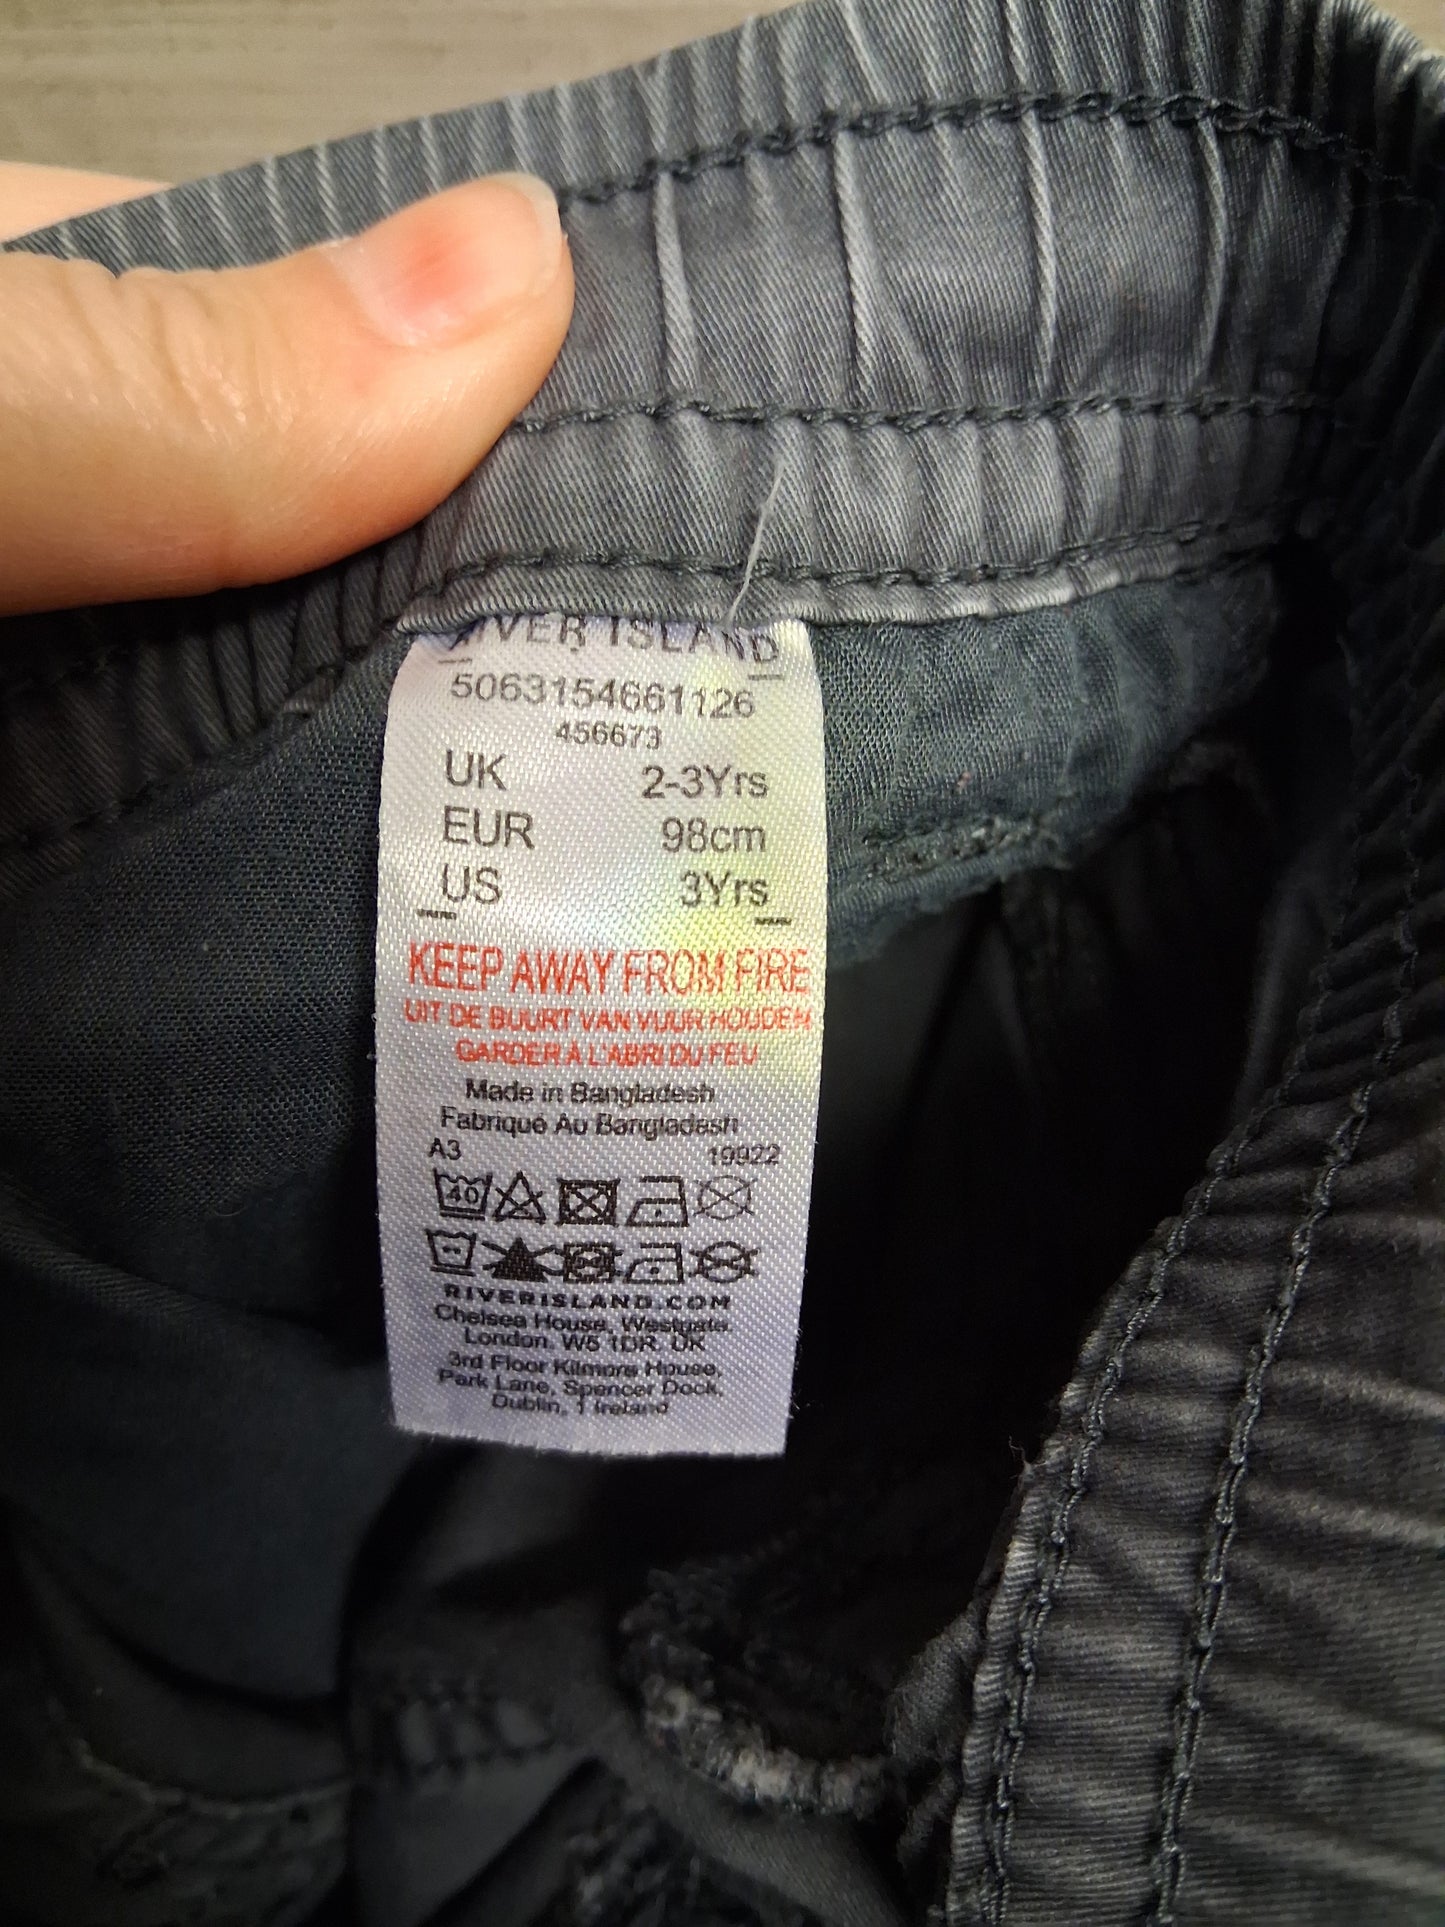 RIVER ISLAND
5063154661126
456673
UK 2-3Yrs
EUR 98cm
US 3Yrs
KEEP AWAY FROM FIRE
UIT DE BUURT VAN VUUR HOUDEN
GARDER À L'ABRI DU FEU
Made in Bangladesh
Fabriqué Au Bangladash
A3 19922
40
RIVERISLAND.COM
Chelsea House, Westgate,
London, W5 1DR, UK
3rd Floor Kilmore House,
Park Lane, Spencer Dock,
Dublin, 1 Ireland